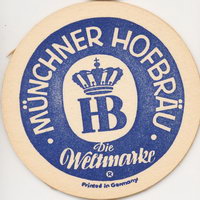 · MÜNCHNER HOFBRÄU ·
HB
Die
Weltmarke
®
Printed in Germany